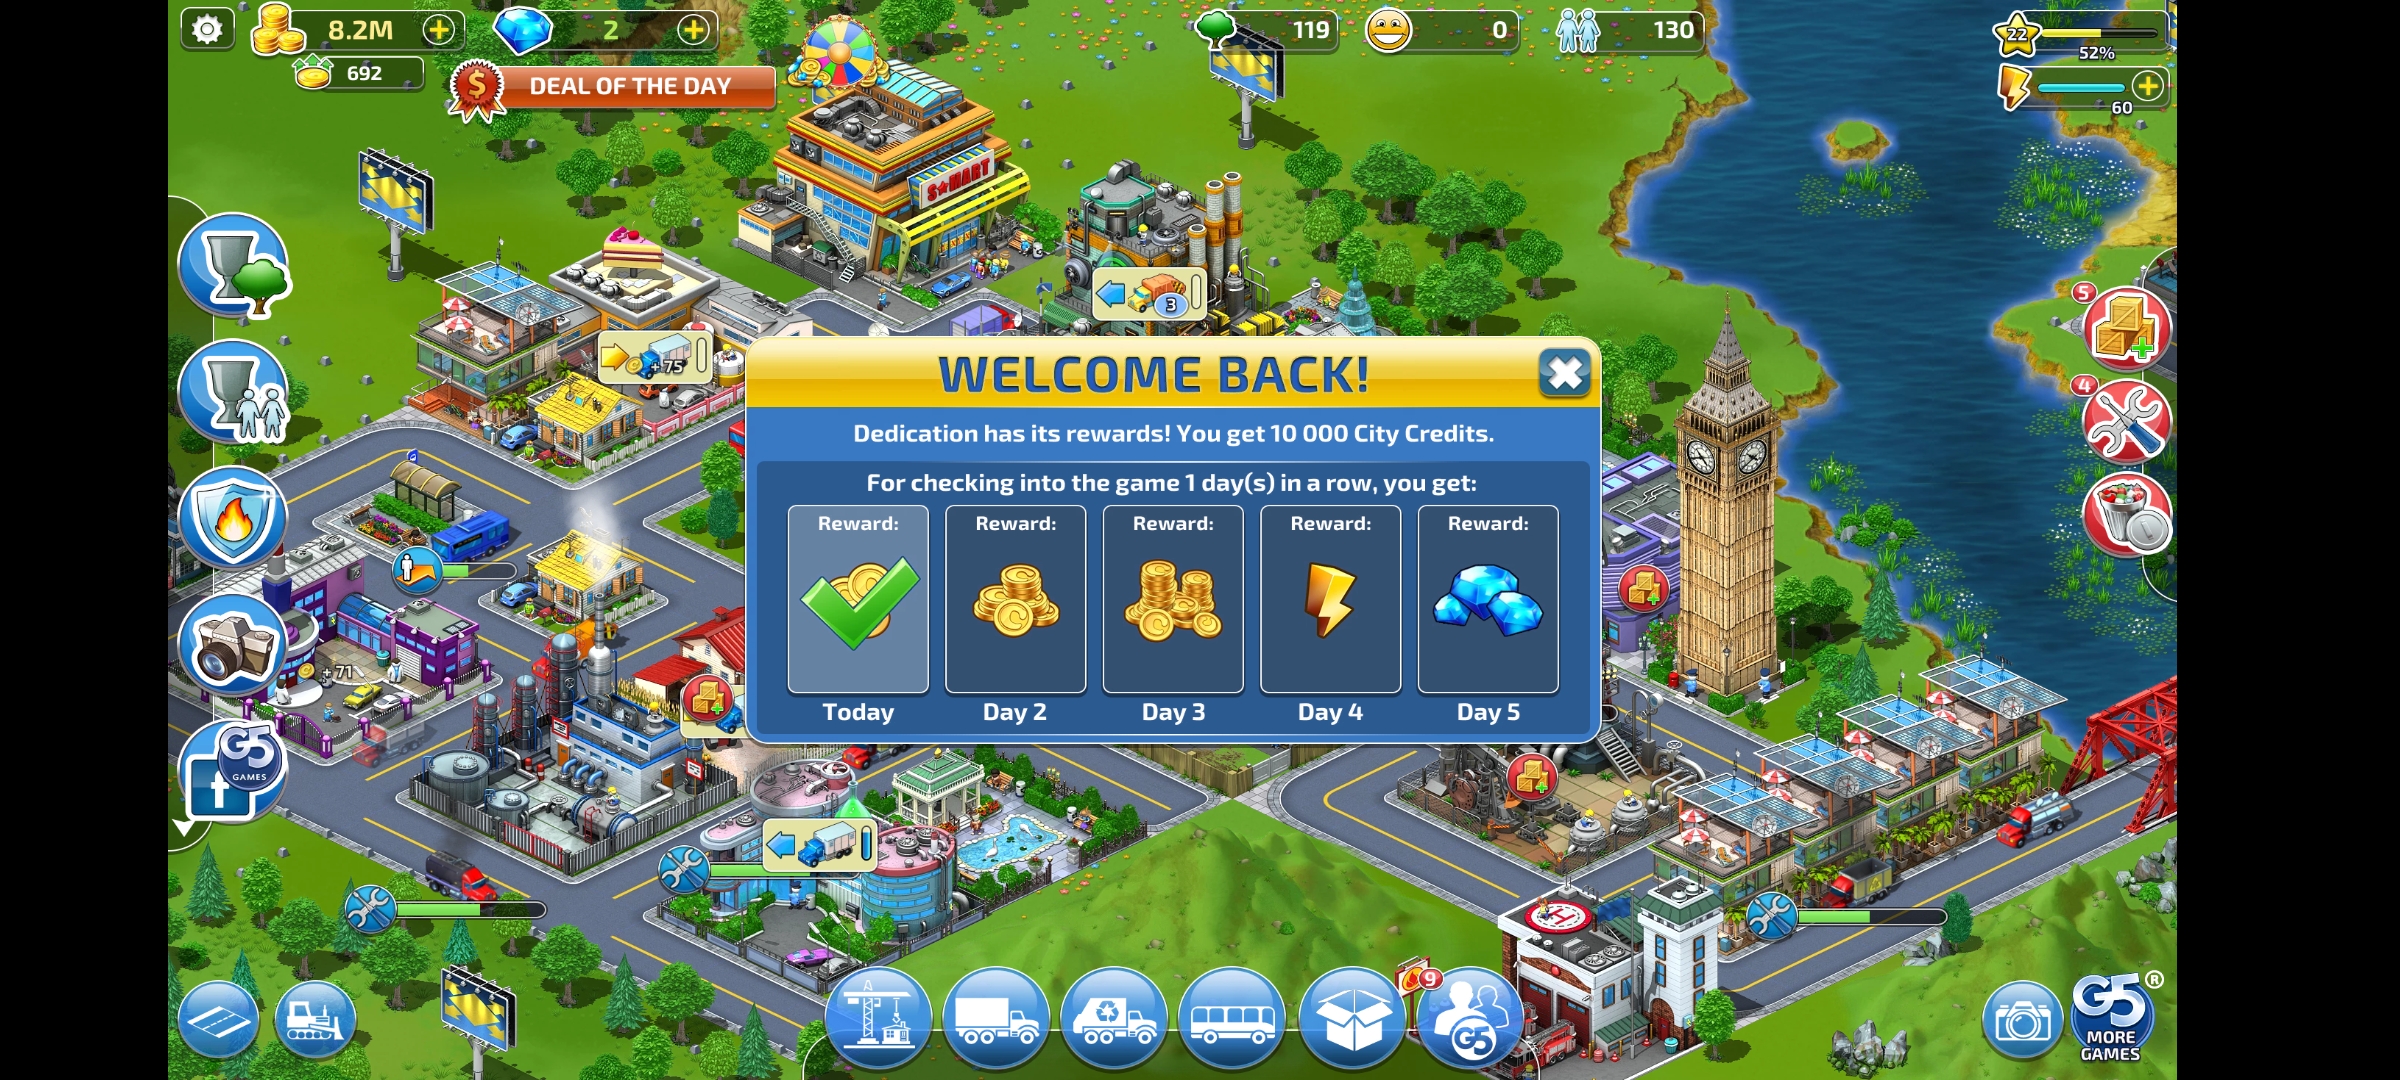 8.2M
2
119
0
130
22
52%
692
DEAL OF THE DAY
60
S★MART
3
+75
5
WELCOME BACK!
4
Dedication has its rewards! You get 10 000 City Credits.
For checking into the game 1 day(s) in a row, you get:
Reward:
Reward:
Reward:
Reward:
Reward:
+71
Today
Day 2
Day 3
Day 4
Day 5
G5
GAMES
f
H
9
G5
G5®
MORE
GAMES